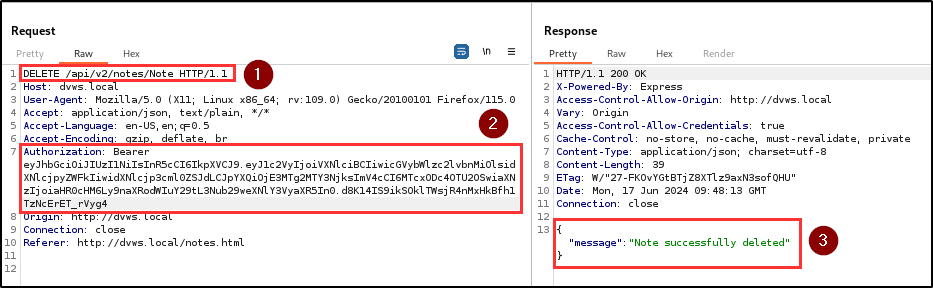 Request
Pretty Raw Hex
\n
1 DELETE /api/v2/notes/Note HTTP/1.1
1
2 Host: dvws.local
3 User-Agent: Mozilla/5.0 (X11; Linux x86_64; rv:109.0) Gecko/20100101 Firefox/115.0
4 Accept: application/json, text/plain, */*
5 Accept-Language: en-US,en;q=0.5
2
6 Accept-Encoding: gzip, deflate, br
7 Authorization: Bearer
eyJhbGciOiJIUzI1NiIsInR5cCI6IkpXVCJ9.eyJ1c2VyIjoiVXNlciBCIiwicGVybWlzc2lvbnMiOlsid
XNlcjpyZWFkIiwidXNlcjp3cml0ZSJdLCJpYXQiOjE3MTg2MTY3NjksImV4cCI6MTcxODc4OTU2OSwiaXN
zIjoiaHR0cHM6Ly9naXRodWIuY29tL3Nub29weXNlY3VyaXR5In0.d8K14IS9ikSOklTWsjR4nMxHkBfh1
TzNcErET_rVyg4
8 Origin: http://dvws.local
9 Connection: close
10 Referer: http://dvws.local/notes.html
11
12
Response
Pretty Raw Hex Render
1 HTTP/1.1 200 OK
2 X-Powered-By: Express
3 Access-Control-Allow-Origin: http://dvws.local
4 Vary: Origin
5 Access-Control-Allow-Credentials: true
6 Cache-Control: no-store, no-cache, must-revalidate, private
7 Content-Type: application/json; charset=utf-8
8 Content-Length: 39
9 ETag: W/"27-FKOvYGtBTjZ8XTlz9axN3sofQHU"
10 Date: Mon, 17 Jun 2024 09:48:13 GMT
11 Connection: close
12
13 {
"message":"Note successfully deleted"
3
}